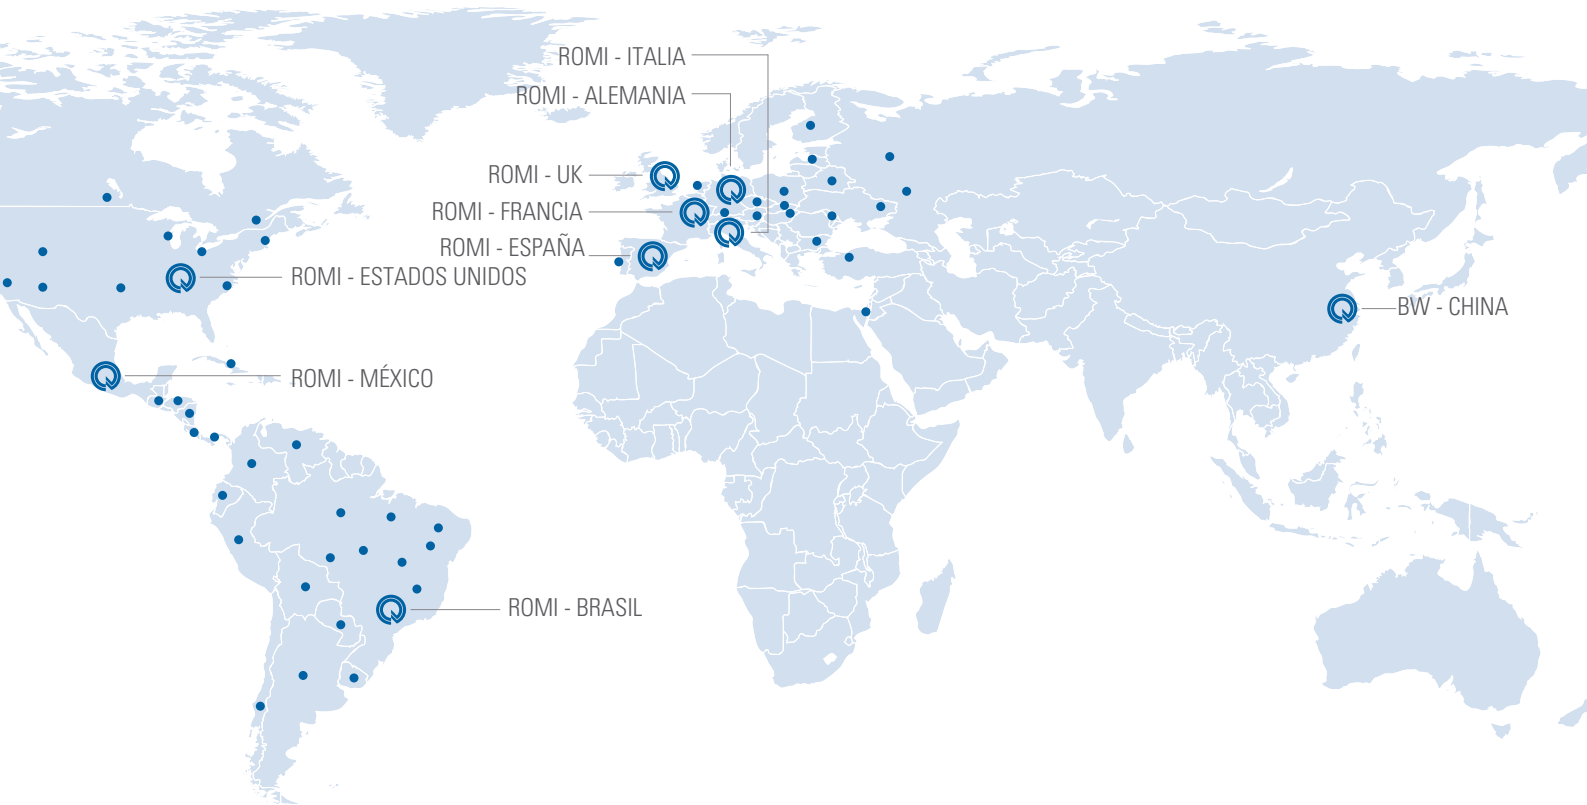 ROMI - ITALIA
ROMI - ALEMANIA
ROMI - UK
ROMI - FRANCIA
ROMI - ESPAÑA
ROMI - ESTADOS UNIDOS
BW - CHINA
ROMI - MÉXICO
ROMI - BRASIL